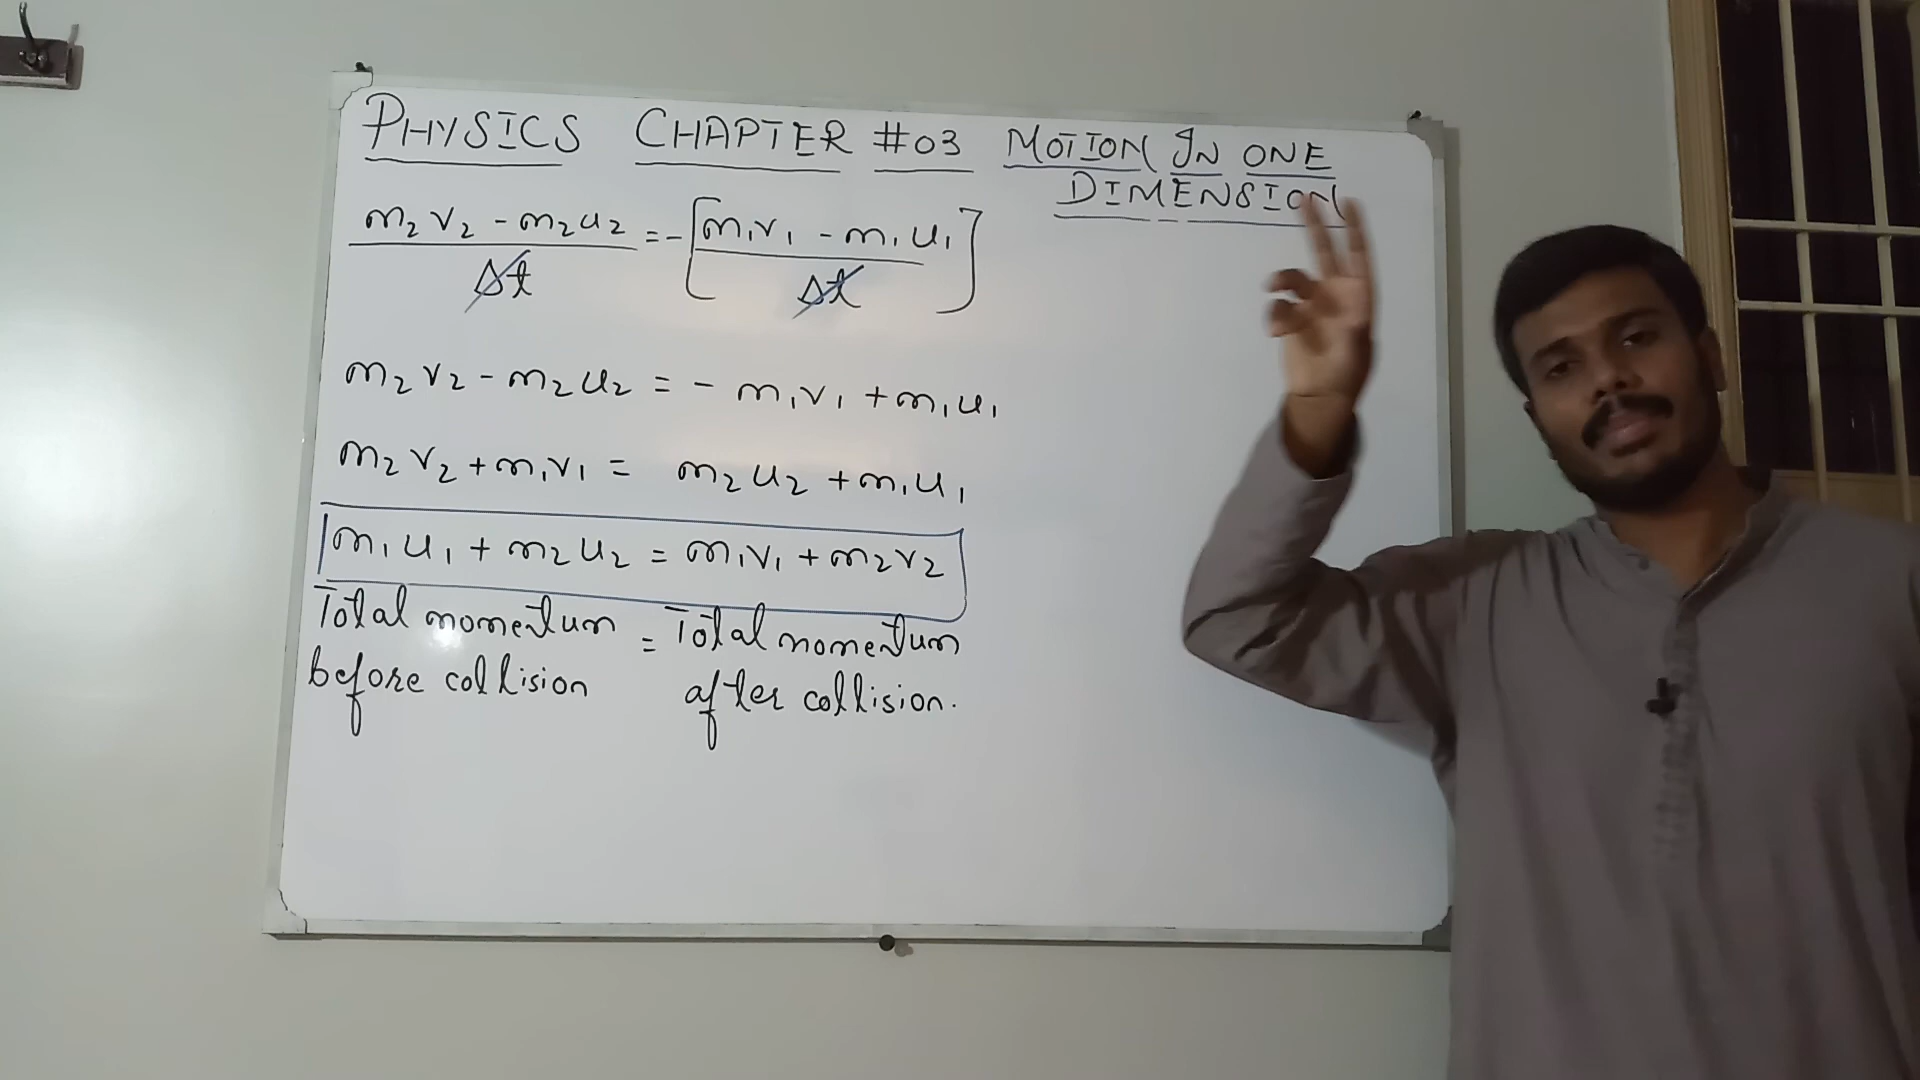 PHYSICS CHAPTER #03 MOTION IN ONE
DIMENSION
m₂v₂ - m₂u₂ / Δt = -[m₁v₁ - m₁u₁ / Δt]
m₂v₂ - m₂u₂ = - m₁v₁ + m₁u₁
m₂v₂ + m₁v₁ = m₂u₂ + m₁u₁
m₁u₁ + m₂u₂ = m₁v₁ + m₂v₂
Total momentum = Total momentum
before collision after collision.